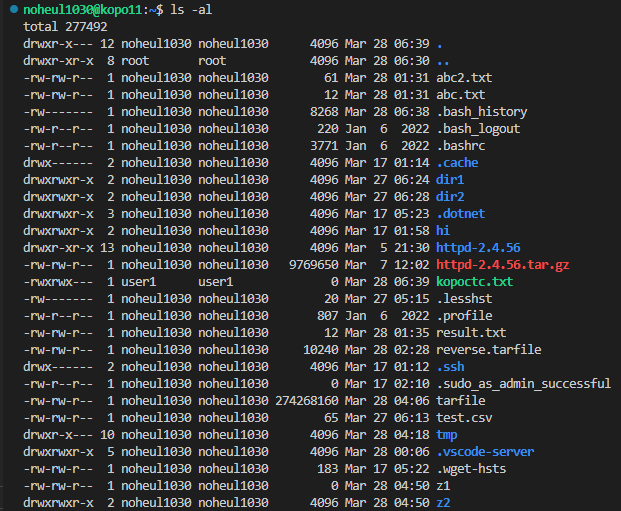 noheul1030@kopo11:~$ ls -al
total 277492
drwxr-x--- 12 noheul1030 noheul1030      4096 Mar 28 06:39 .
drwxr-xr-x  8 root       root            4096 Mar 28 06:30 ..
-rw-rw-r--  1 noheul1030 noheul1030        61 Mar 28 01:31 abc2.txt
-rw-rw-r--  1 noheul1030 noheul1030        12 Mar 28 01:31 abc.txt
-rw-------  1 noheul1030 noheul1030      8268 Mar 28 06:38 .bash_history
-rw-r--r--  1 noheul1030 noheul1030       220 Jan  6  2022 .bash_logout
-rw-r--r--  1 noheul1030 noheul1030      3771 Jan  6  2022 .bashrc
drwx------  2 noheul1030 noheul1030      4096 Mar 17 01:14 .cache
drwxrwxr-x  2 noheul1030 noheul1030      4096 Mar 27 06:24 dir1
drwxrwxr-x  2 noheul1030 noheul1030      4096 Mar 27 06:28 dir2
drwxrwxr-x  3 noheul1030 noheul1030      4096 Mar 17 05:23 .dotnet
drwxrwxr-x  2 noheul1030 noheul1030      4096 Mar 17 01:58 hi
drwxr-xr-x 13 noheul1030 noheul1030      4096 Mar  5 21:30 httpd-2.4.56
-rw-rw-r--  1 noheul1030 noheul1030   9769650 Mar  7 12:02 httpd-2.4.56.tar.gz
-rwxrwx---  1 user1      user1              0 Mar 28 06:39 kopoctc.txt
-rw-------  1 noheul1030 noheul1030        20 Mar 27 05:15 .lesshst
-rw-r--r--  1 noheul1030 noheul1030       807 Jan  6  2022 .profile
-rw-rw-r--  1 noheul1030 noheul1030        12 Mar 28 01:35 result.txt
-rw-rw-r--  1 noheul1030 noheul1030     10240 Mar 28 02:28 reverse.tarfile
drwx------  2 noheul1030 noheul1030      4096 Mar 17 01:12 .ssh
-rw-r--r--  1 noheul1030 noheul1030         0 Mar 17 02:10 .sudo_as_admin_successful
-rw-rw-r--  1 noheul1030 noheul1030 274268160 Mar 28 04:06 tarfile
-rw-rw-r--  1 noheul1030 noheul1030        65 Mar 27 06:13 test.csv
drwxr-x--- 10 noheul1030 noheul1030      4096 Mar 28 04:18 tmp
drwxrwxr-x  5 noheul1030 noheul1030      4096 Mar 28 00:06 .vscode-server
-rw-rw-r--  1 noheul1030 noheul1030       183 Mar 17 05:22 .wget-hsts
-rw-rw-r--  1 noheul1030 noheul1030         0 Mar 28 04:50 z1
drwxrwxr-x  2 noheul1030 noheul1030      4096 Mar 28 04:50 z2